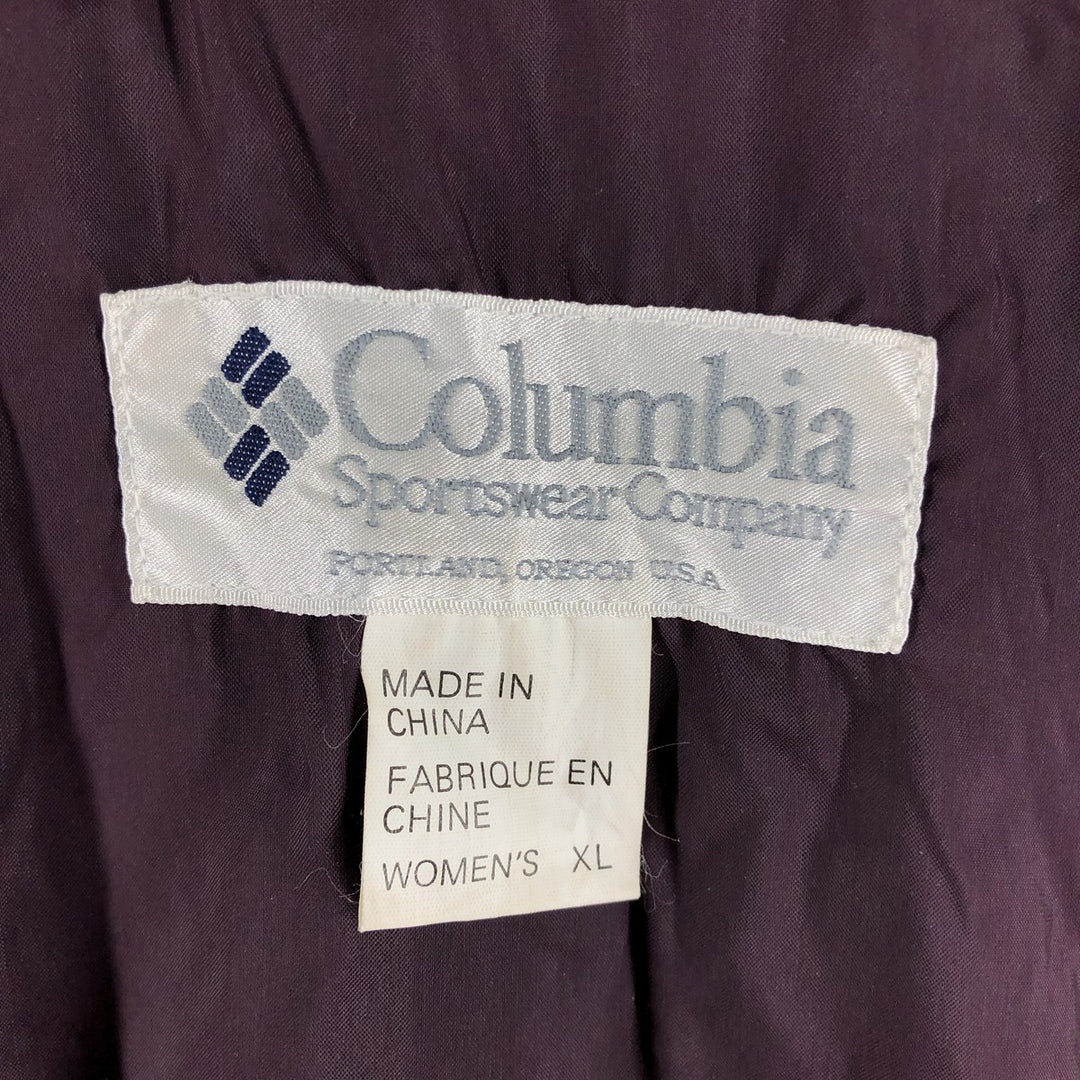 Columbia
Sportswear Company
PORTLAND, OREGON U.S.A
MADE IN
CHINA
FABRIQUE EN
CHINE
WOMEN'S XL